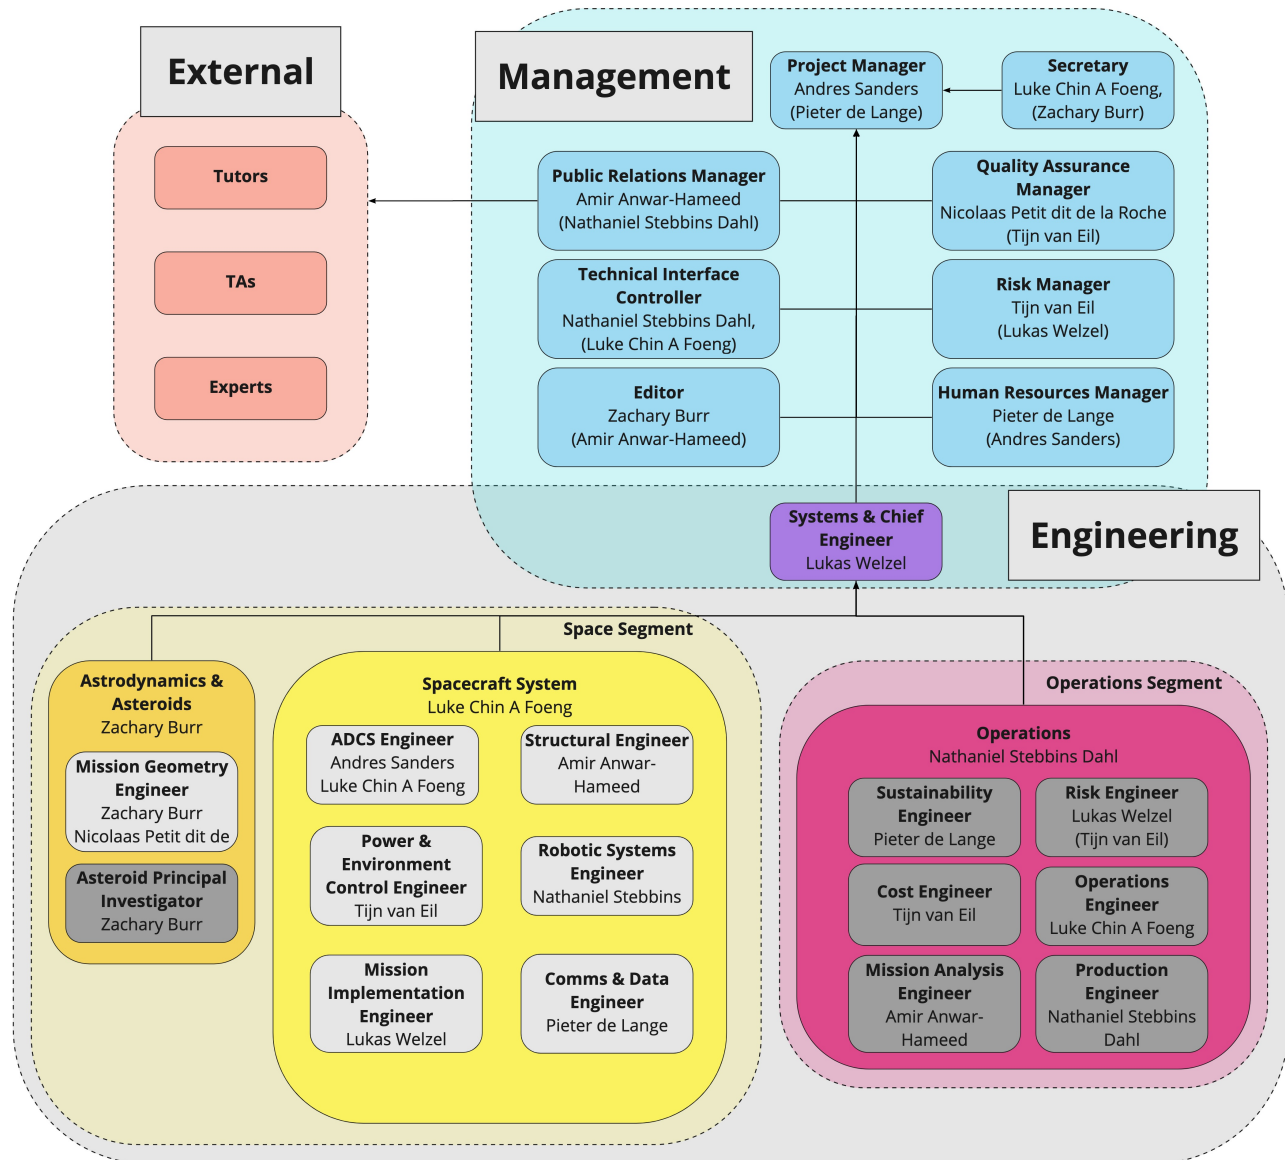 External
Tutors
TAs
Experts
Management
Project Manager
Andres Sanders
(Pieter de Lange)
Secretary
Luke Chin A Foeng,
(Zachary Burr)
Public Relations Manager
Amir Anwar-Hameed
(Nathaniel Stebbins Dahl)
Quality Assurance
Manager
Nicolaas Petit dit de la Roche
(Tijn van Eil)
Technical Interface
Controller
Nathaniel Stebbins Dahl,
(Luke Chin A Foeng)
Risk Manager
Tijn van Eil
(Lukas Welzel)
Editor
Zachary Burr
(Amir Anwar-Hameed)
Human Resources Manager
Pieter de Lange
(Andres Sanders)
Engineering
Systems & Chief
Engineer
Lukas Welzel
Space Segment
Astrodynamics &
Asteroids
Zachary Burr
Mission Geometry
Engineer
Zachary Burr
Nicolaas Petit dit de
Asteroid Principal
Investigator
Zachary Burr
Spacecraft System
Luke Chin A Foeng
ADCS Engineer
Andres Sanders
Luke Chin A Foeng
Structural Engineer
Amir Anwar-
Hameed
Power &
Environment
Control Engineer
Tijn van Eil
Robotic Systems
Engineer
Nathaniel Stebbins
Mission
Implementation
Engineer
Lukas Welzel
Comms & Data
Engineer
Pieter de Lange
Operations Segment
Operations
Nathaniel Stebbins Dahl
Sustainability
Engineer
Pieter de Lange
Risk Engineer
Lukas Welzel
(Tijn van Eil)
Cost Engineer
Tijn van Eil
Operations
Engineer
Luke Chin A Foeng
Mission Analysis
Engineer
Amir Anwar-
Hameed
Production
Engineer
Nathaniel Stebbins
Dahl